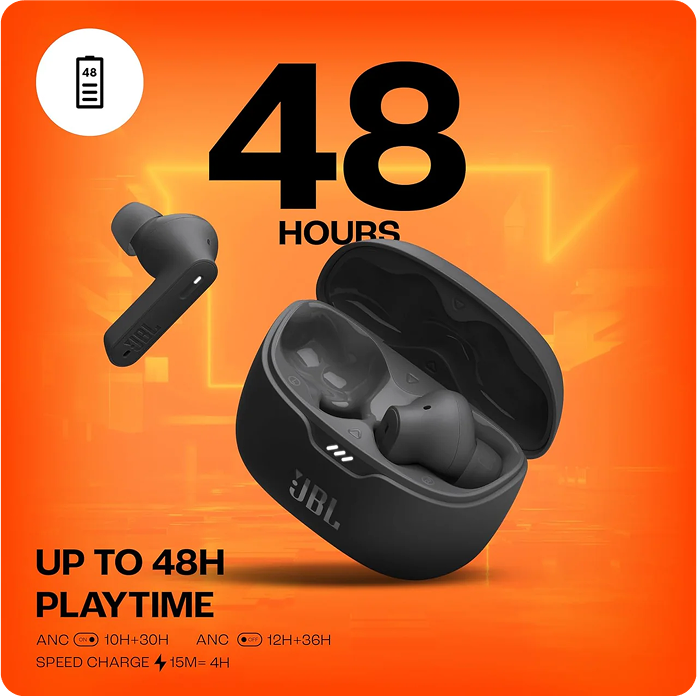 48
48
HOURS
JBL
JBL
UP TO 48H
PLAYTIME
ANC ON 10H+30H ANC OFF 12H+36H
SPEED CHARGE 15M= 4H